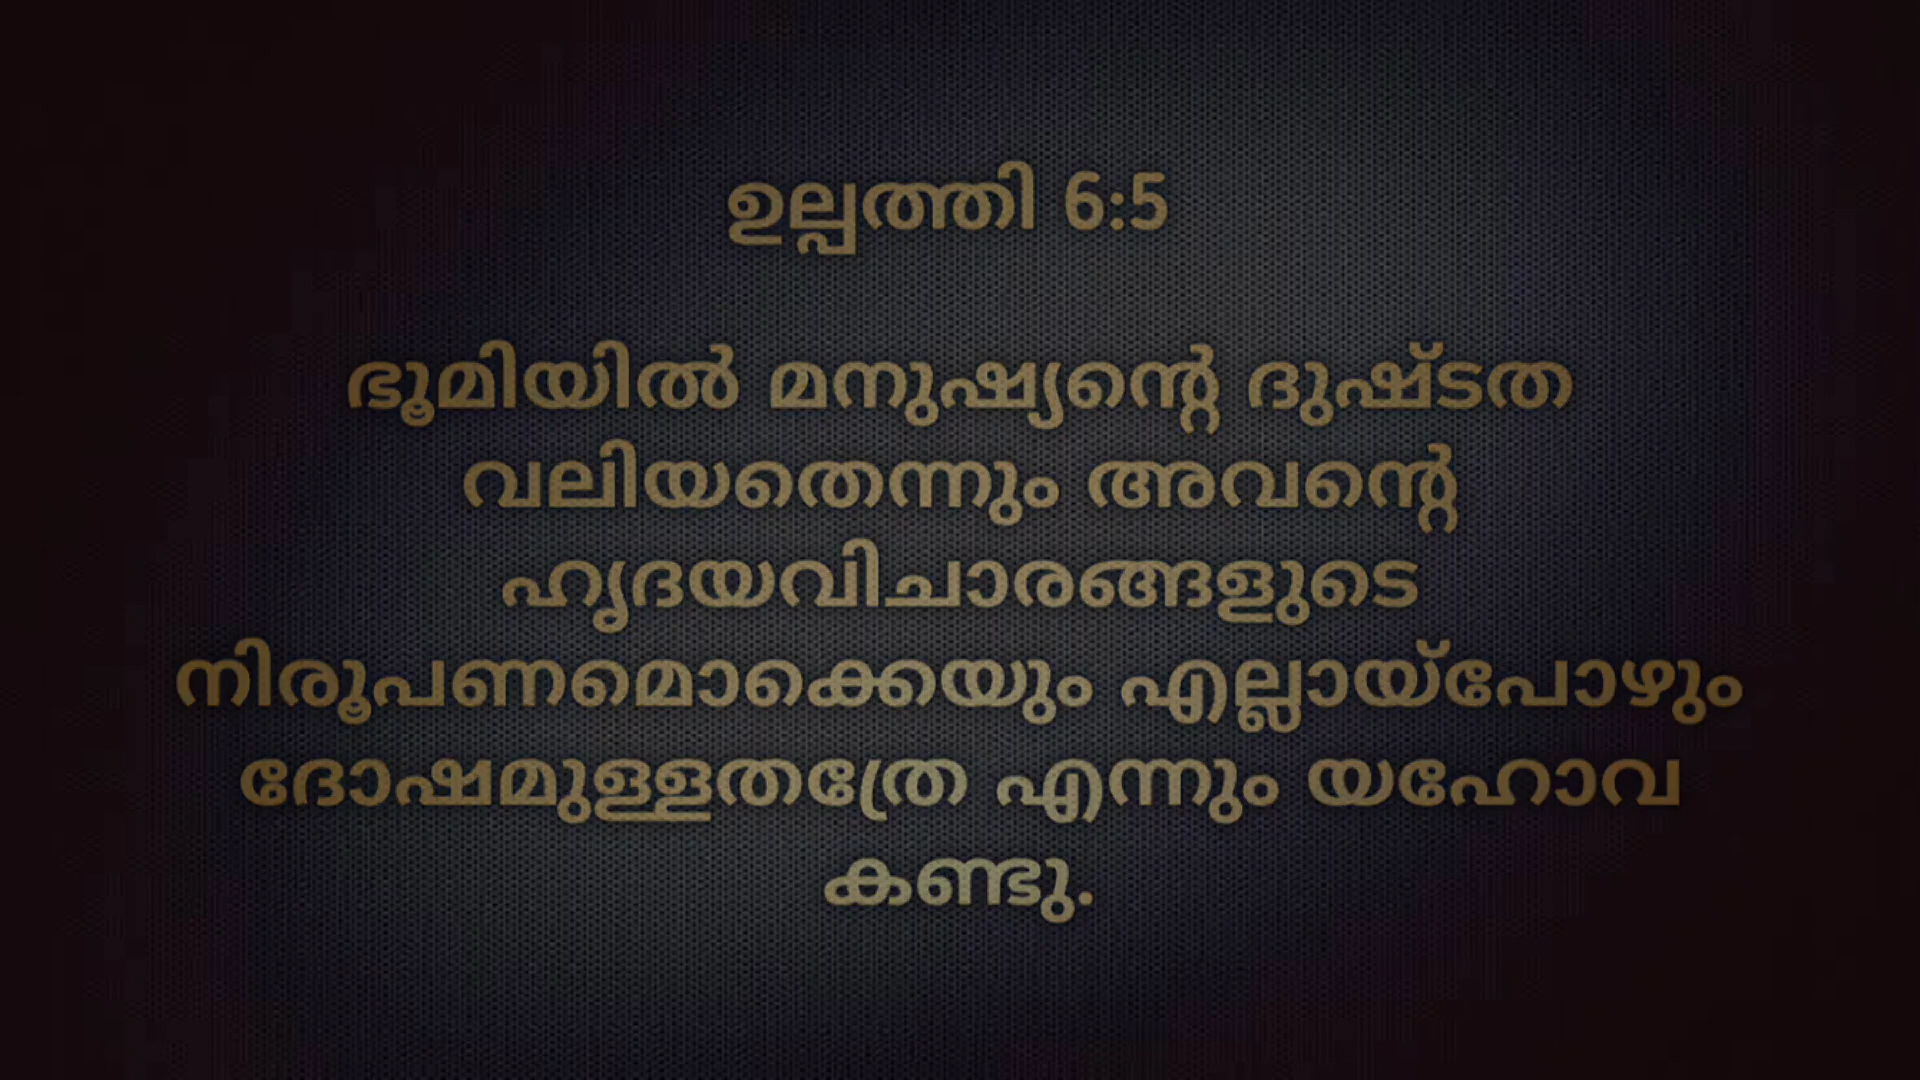 ഉല്പത്തി 6:5
ഭൂമിയിൽ മനുഷ്യന്റെ ദുഷ്ടത
വലിയതെന്നും അവന്റെ
ഹൃദയവിചാരങ്ങളുടെ
നിരൂപണമൊക്കെയും എല്ലായ്പോഴും
ദോഷമുള്ളതത്രേ എന്നും യഹോവ
കണ്ടു.